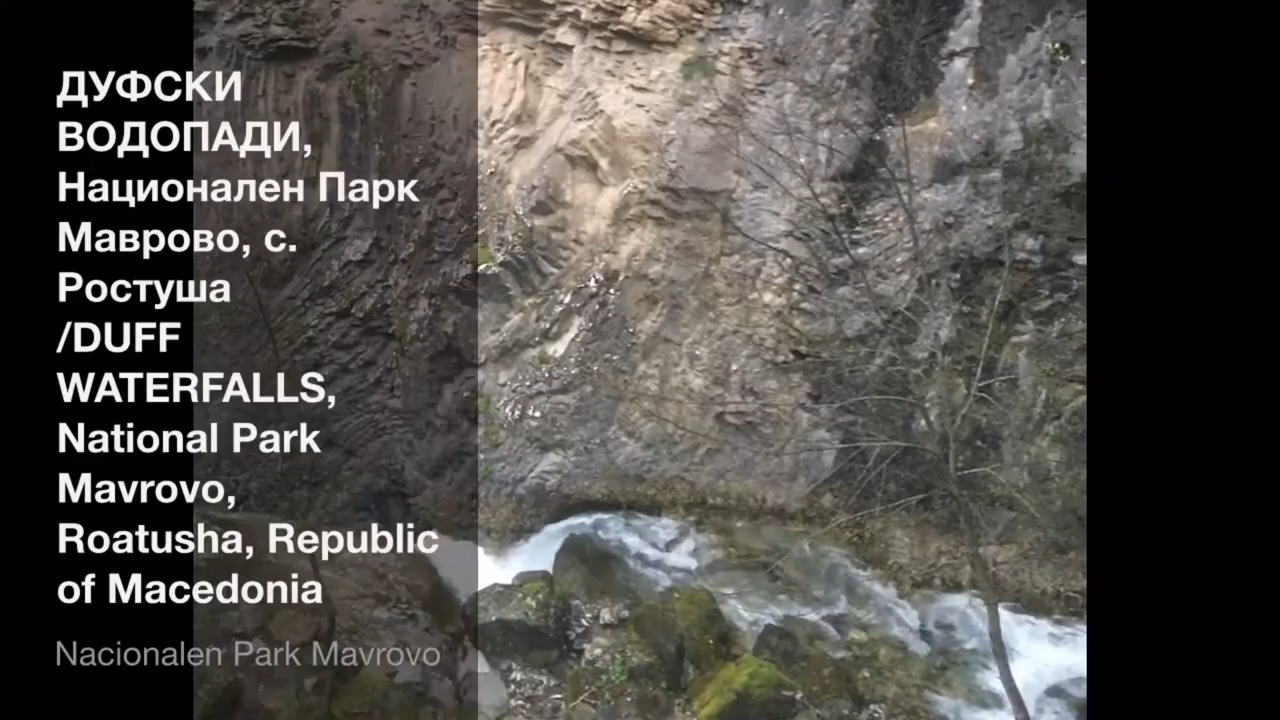 ДУФСКИ
ВОДОПАДИ,
Национален Парк
Маврово, с.
Ростуша
/DUFF
WATERFALLS,
National Park
Mavrovo,
Roatusha, Republic
of Macedonia
Nacionalen Park Mavrovo